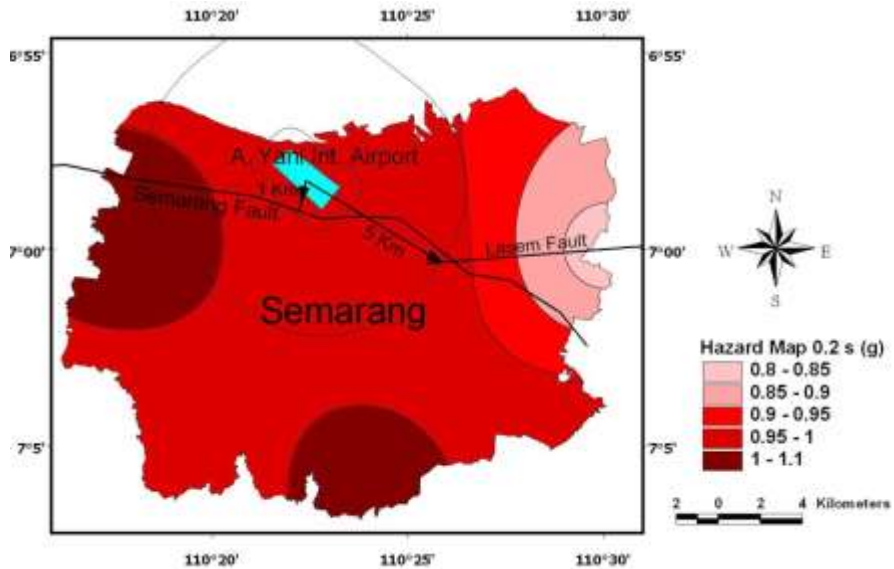 110°20' 110°25' 110°30'
6°55' 6°55'
A. Yani Int. Airport
1 Km
Semarang Fault
5 Km
Lasem Fault
7°00' 7°00'
N
W E
S
Semarang
Hazard Map 0.2 s (g)
0.8 - 0.85
0.85 - 0.9
0.9 - 0.95
0.95 - 1
1 - 1.1
7°5' 7°5'
2 0 2 4 Kilometers
110°20' 110°25' 110°30'